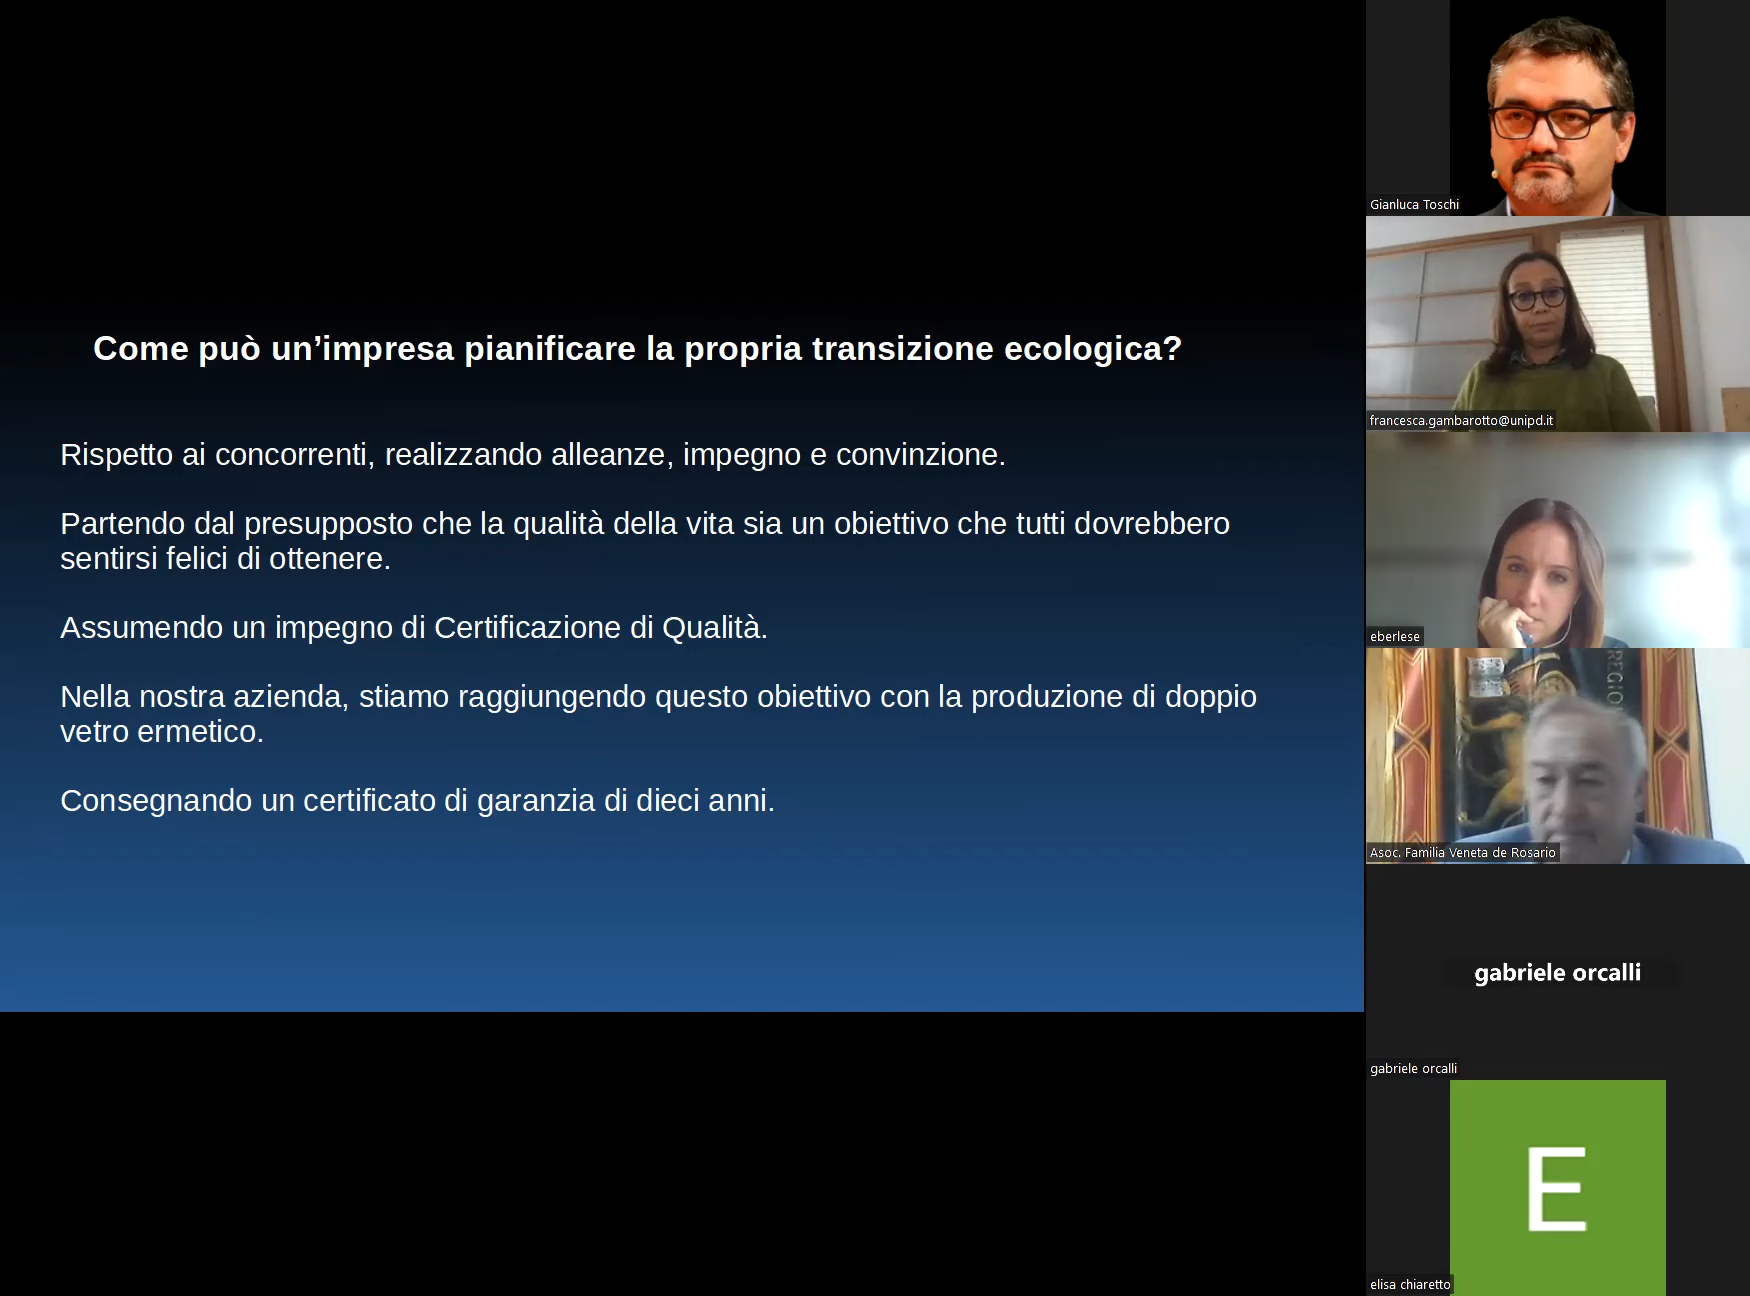 Come può un’impresa pianificare la propria transizione ecologica?
Rispetto ai concorrenti, realizzando alleanze, impegno e convinzione.
Partendo dal presupposto che la qualità della vita sia un obiettivo che tutti dovrebbero
sentirsi felici di ottenere.
Assumendo un impegno di Certificazione di Qualità.
Nella nostra azienda, stiamo raggiungendo questo obiettivo con la produzione di doppio
vetro ermetico.
Consegnando un certificato di garanzia di dieci anni.
Gianluca Toschi
francesca.gambarotto@unipd.it
eberlese
REGIO
Asoc. Familia Veneta de Rosario
gabriele orcalli
gabriele orcalli
E
elisa chiaretto